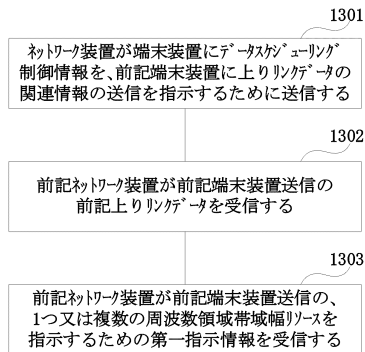 1301
ﾈｯﾄﾜｰｸ装置が端末装置にﾃﾞｰﾀｽｹｼﾞｭｰﾘﾝｸﾞ
制御情報を､前記端末装置に上りﾘﾝｸﾃﾞｰﾀの
関連情報の送信を指示するために送信する
1302
前記ﾈｯﾄﾜｰｸ装置が前記端末装置送信の
前記上りﾘﾝｸﾃﾞｰﾀを受信する
1303
前記ﾈｯﾄﾜｰｸ装置が前記端末装置送信の、
1つ又は複数の周波数領域帯域幅ﾘｿｰｽを
指示するための第一指示情報を受信する